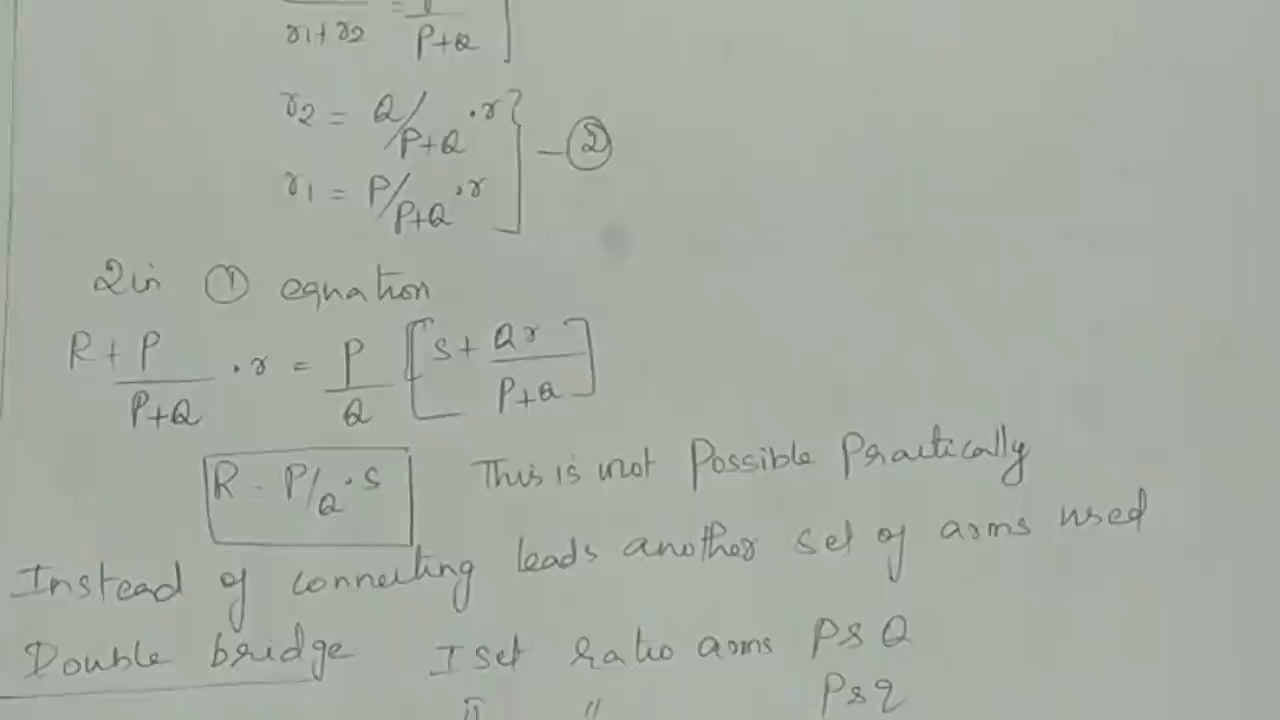 r1+r2 = P+Q ]
r2 = Q/P+Q .r }
r1 = P/P+Q .r ] - ②
2 in ① equation
R + P/P+Q . r = P/Q [ S + Qr/P+Q ]
R = P/Q . S This is not Possible Practically
Instead of connecting leads another set of arms used
Double bridge I set ratio arms P & Q
II " P & q